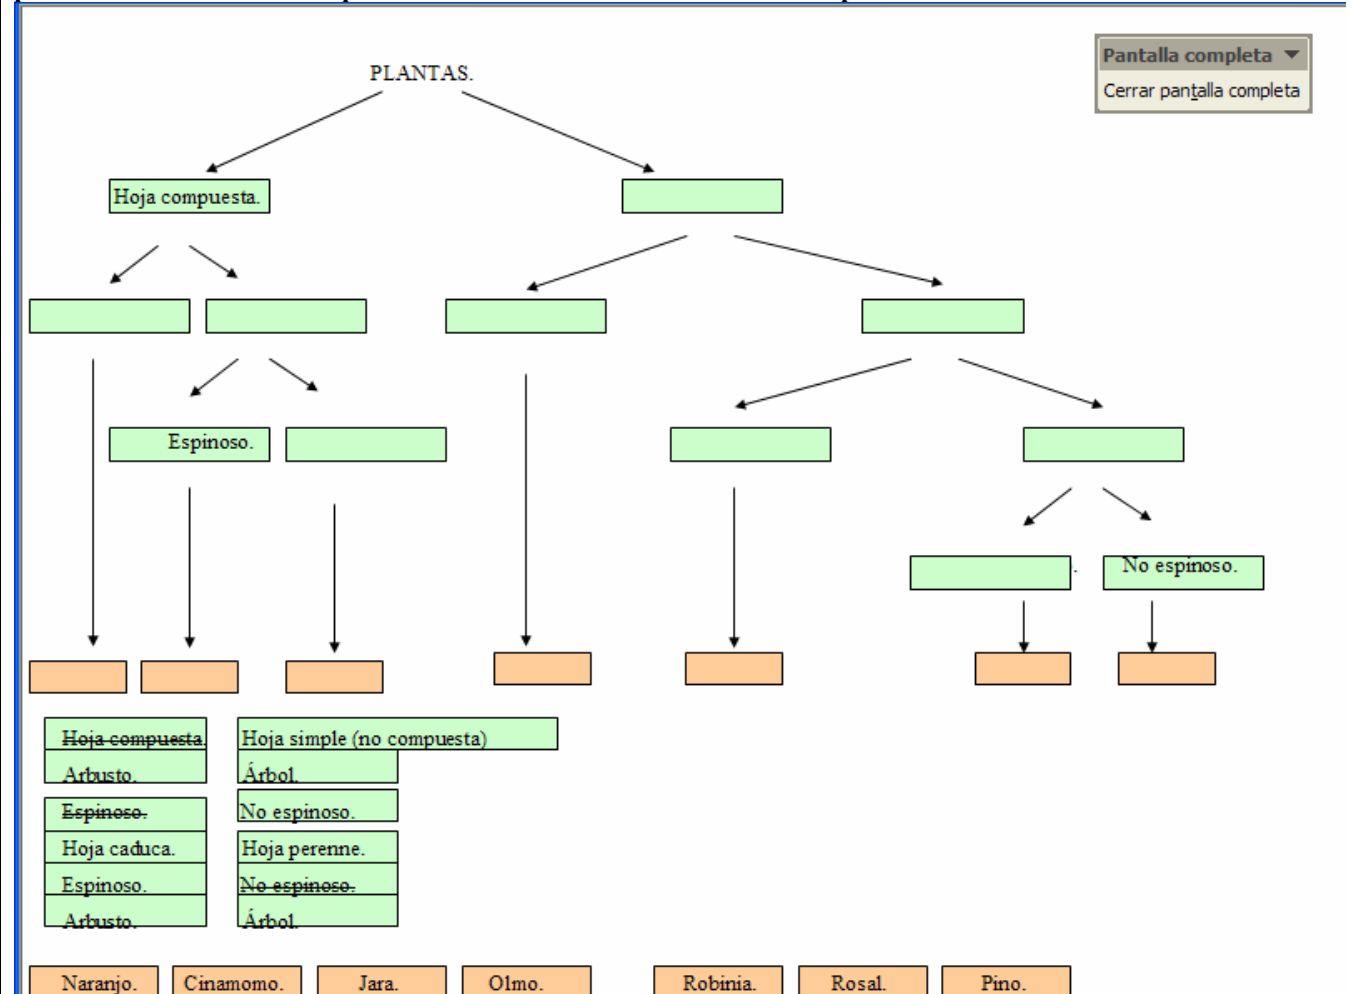 Pantalla completa
Cerrar pantalla completa
PLANTAS.
Hoja compuesta.
Espinoso.
No espinoso.
Hoja compuesta. Hoja simple (no compuesta)
Arbusto. Árbol.
Espinoso. No espinoso.
Hoja caduca. Hoja perenne.
Espinoso. No espinoso.
Arbusto. Árbol.
Naranjo. Cinamomo. Jara. Olmo. Robinia. Rosal. Pino.